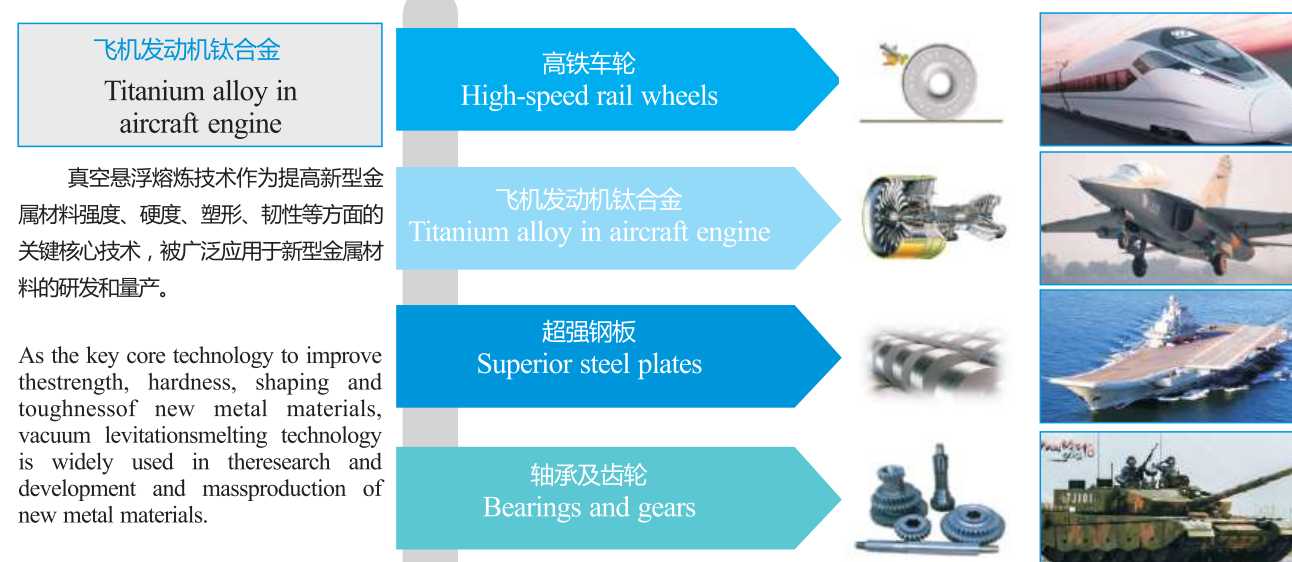 飞机发动机钛合金
Titanium alloy in
aircraft engine
真空悬浮熔炼技术作为提高新型金
属材料强度、硬度、塑形、韧性等方面的
关键核心技术，被广泛应用于新型金属材
料的研发和量产。
As the key core technology to improve
thestrength, hardness, shaping and
toughnessof new metal materials,
vacuum levitationsmelting technology
is widely used in theresearch and
development and massproduction of
new metal materials.
高铁车轮
High-speed rail wheels
飞机发动机钛合金
Titanium alloy in aircraft engine
超强钢板
Superior steel plates
轴承及齿轮
Bearings and gears
TJ101